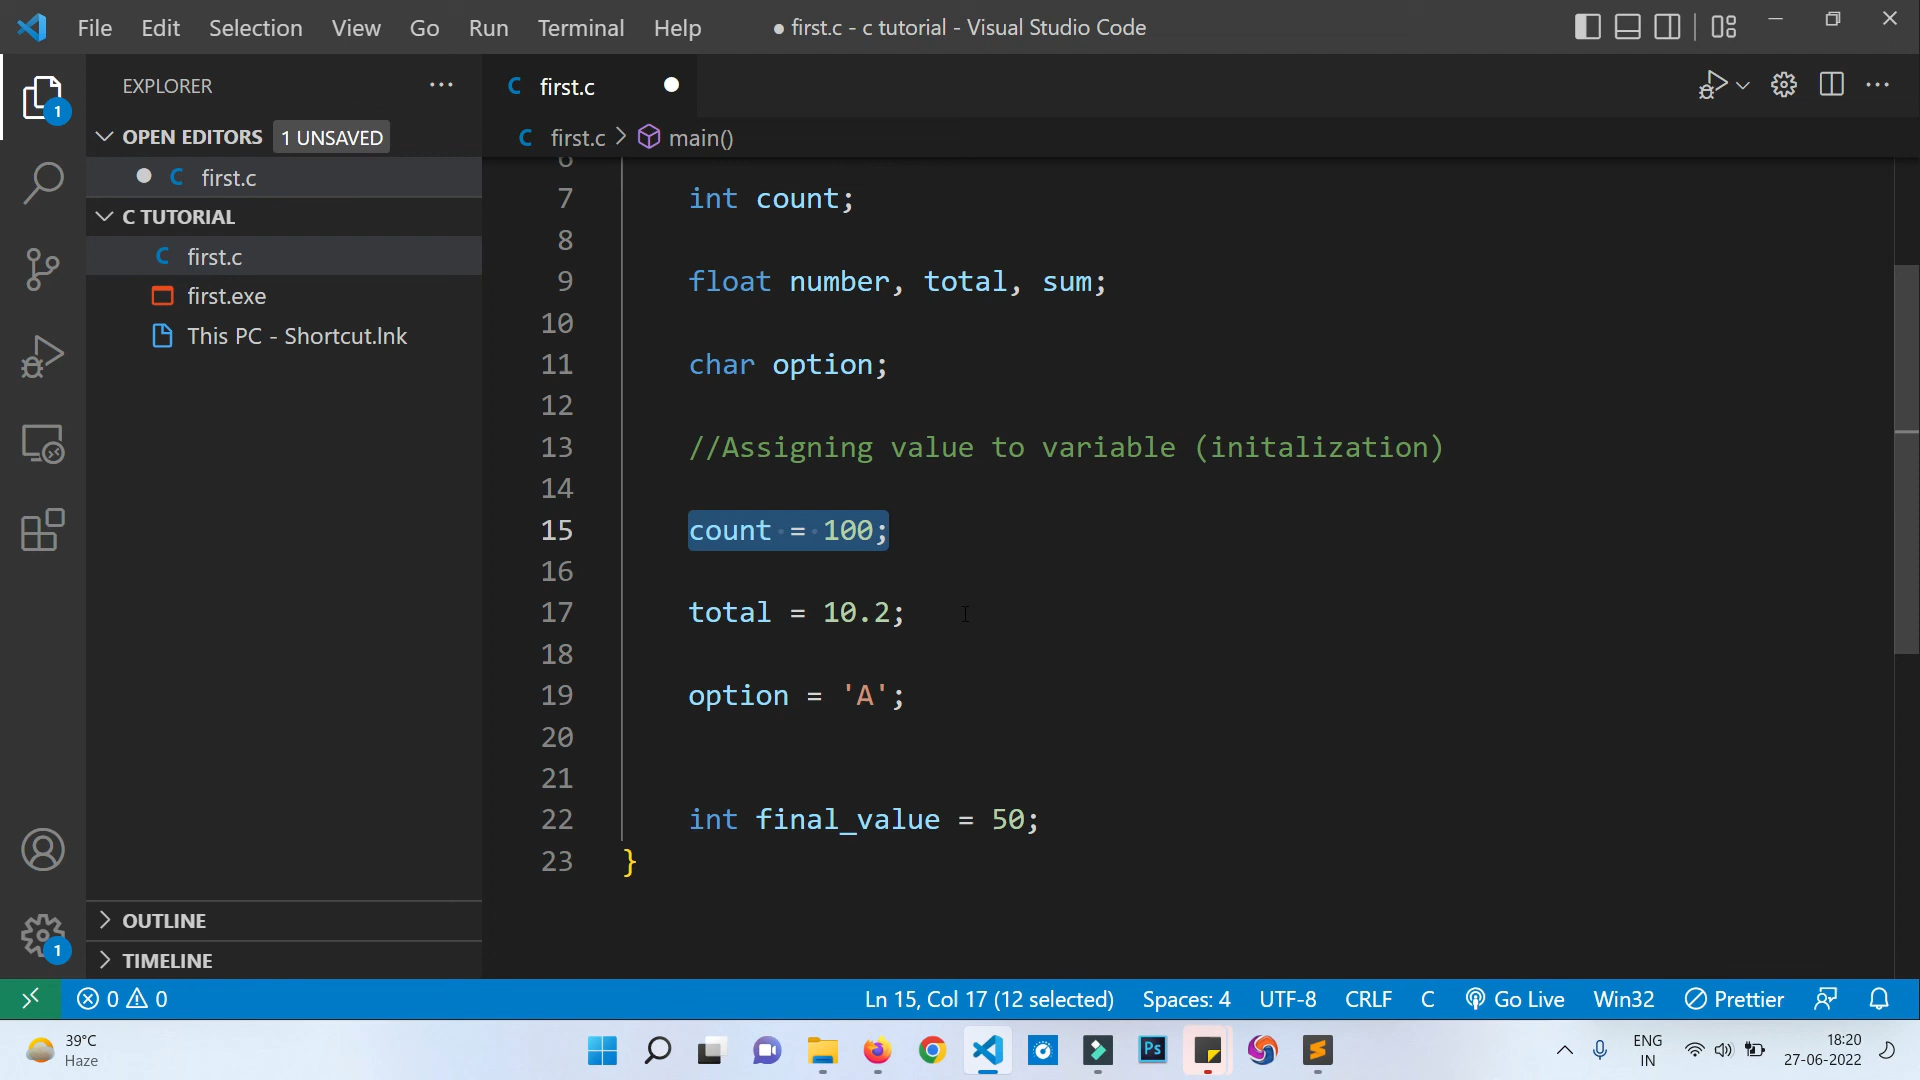 File Edit Selection View Go Run Terminal Help
● first.c - c tutorial - Visual Studio Code
EXPLORER
1
OPEN EDITORS 1 UNSAVED
first.c
C TUTORIAL
first.c
first.exe
This PC - Shortcut.lnk
OUTLINE
TIMELINE
1
C first.c
C first.c > main()
6
7 int count;
8
9 float number, total, sum;
10
11 char option;
12
13 //Assigning value to variable (initalization)
14
15 count = 100;
16
17 total = 10.2;
18
19 option = 'A';
20
21
22 int final_value = 50;
23 }
0 0 Ln 15, Col 17 (12 selected) Spaces: 4 UTF-8 CRLF C Go Live Win32 Prettier
39°C
Haze
Ps
ENG
IN
18:20
27-06-2022